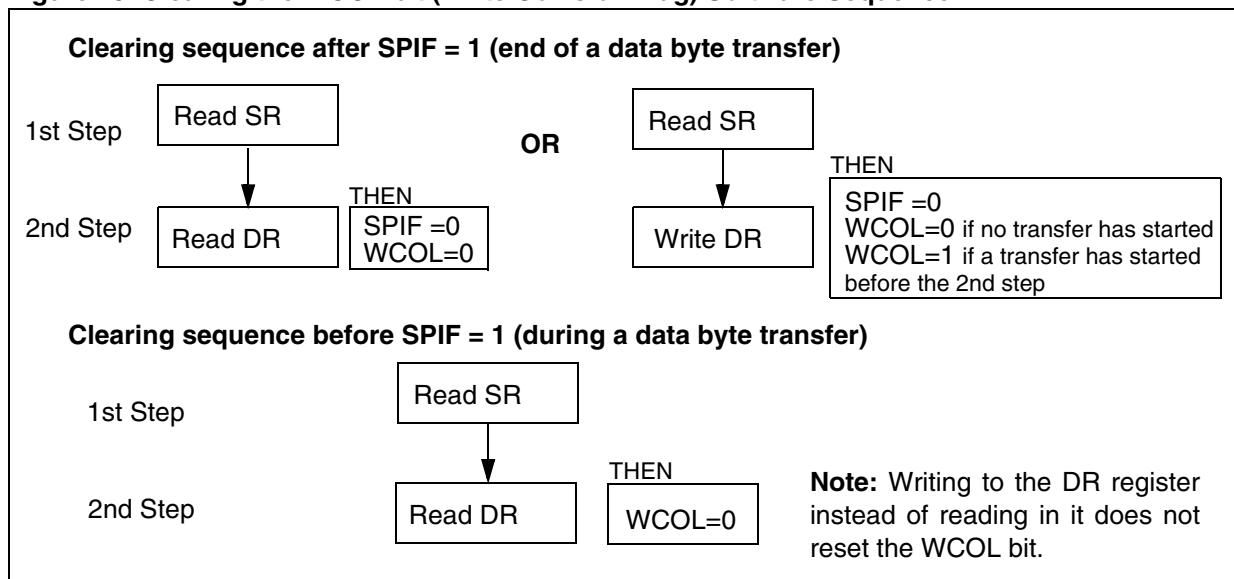 Clearing sequence after SPIF = 1 (end of a data byte transfer)
1st Step
Read SR
OR
Read SR
2nd Step
Read DR
THEN
SPIF =0
WCOL=0
Write DR
THEN
SPIF =0
WCOL=0 if no transfer has started
WCOL=1 if a transfer has started
before the 2nd step
Clearing sequence before SPIF = 1 (during a data byte transfer)
1st Step
Read SR
2nd Step
Read DR
THEN
WCOL=0
Note: Writing to the DR register
instead of reading in it does not
reset the WCOL bit.